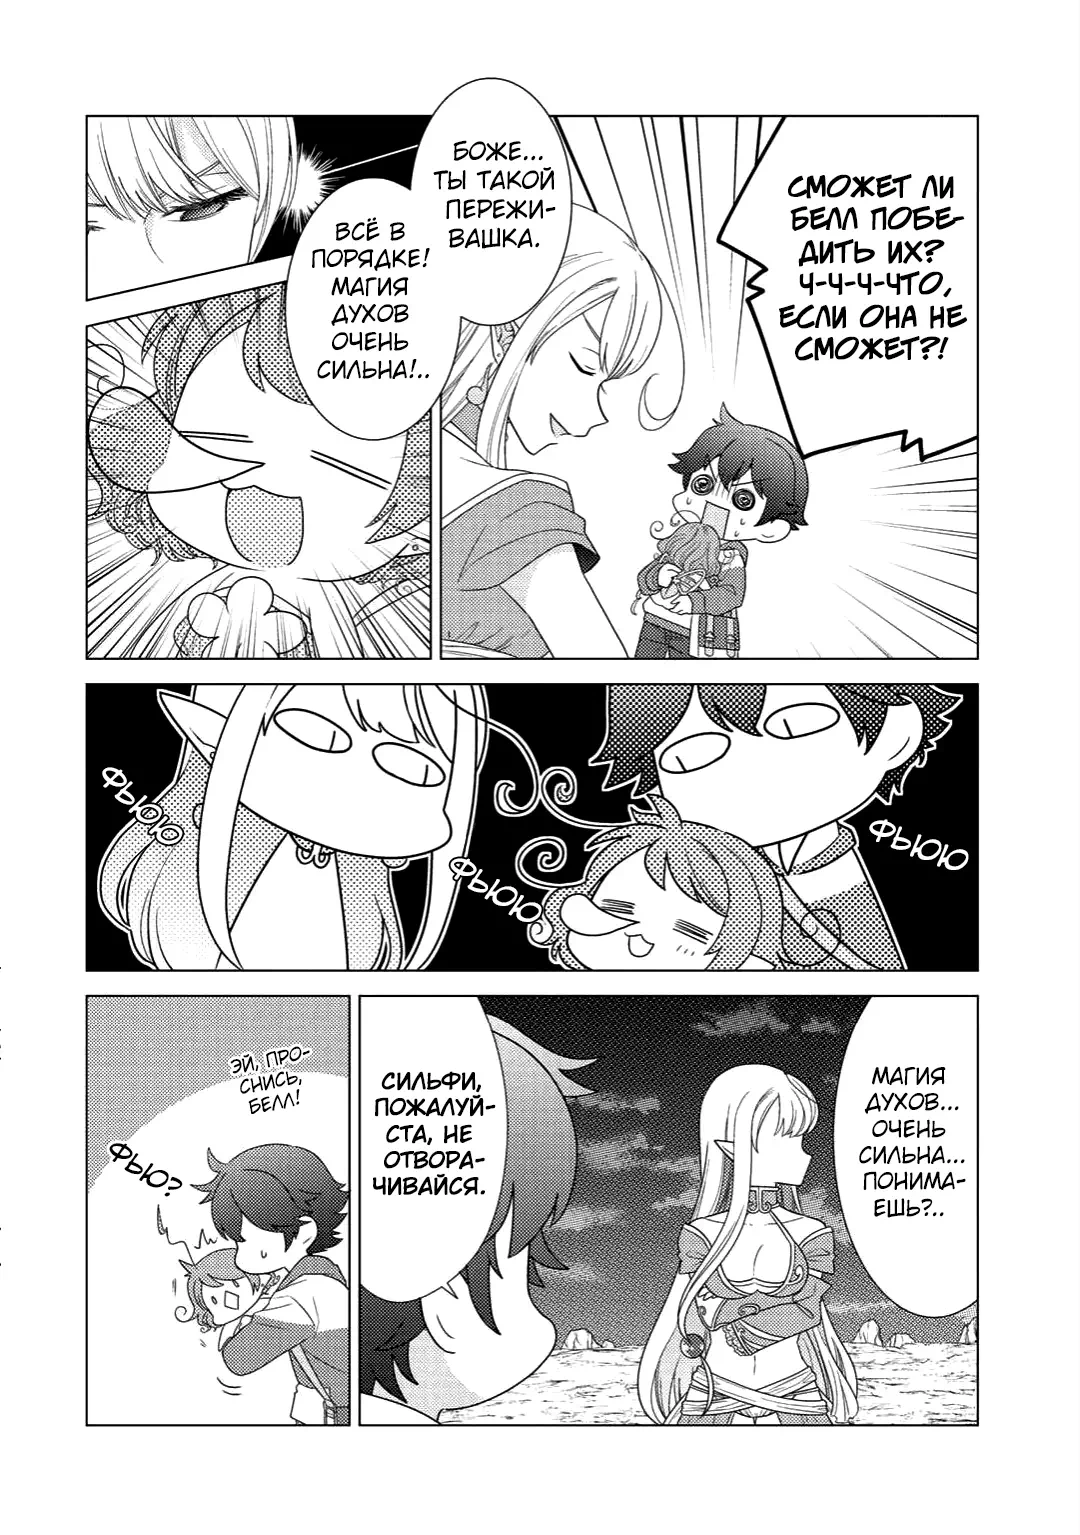 СМОЖЕТ ЛИ
БЕЛЛ ПОБЕ-
ДИТЬ ИХ?
Ч-Ч-Ч-ЧТО,
ЕСЛИ ОНА НЕ
СМОЖЕТ?!
БОЖЕ...
ТЫ ТАКОЙ
ПЕРЕЖИ-
ВАШКА.
ВСЁ В
ПОРЯДКЕ!
МАГИЯ
ДУХОВ
ОЧЕНЬ
СИЛЬНА!..
ФЬЮЮ
ФЬЮЮ
ФЬЮЮ
МАГИЯ
ДУХОВ...
ОЧЕНЬ
СИЛЬНА...
ПОНИМА-
ЕШЬ?..
СИЛЬФИ,
ПОЖАЛУЙ-
СТА, НЕ
ОТВОРА-
ЧИВАЙСЯ.
ЭЙ, ПРО-
СНИСЬ,
БЕЛЛ!
ФЬЮ?